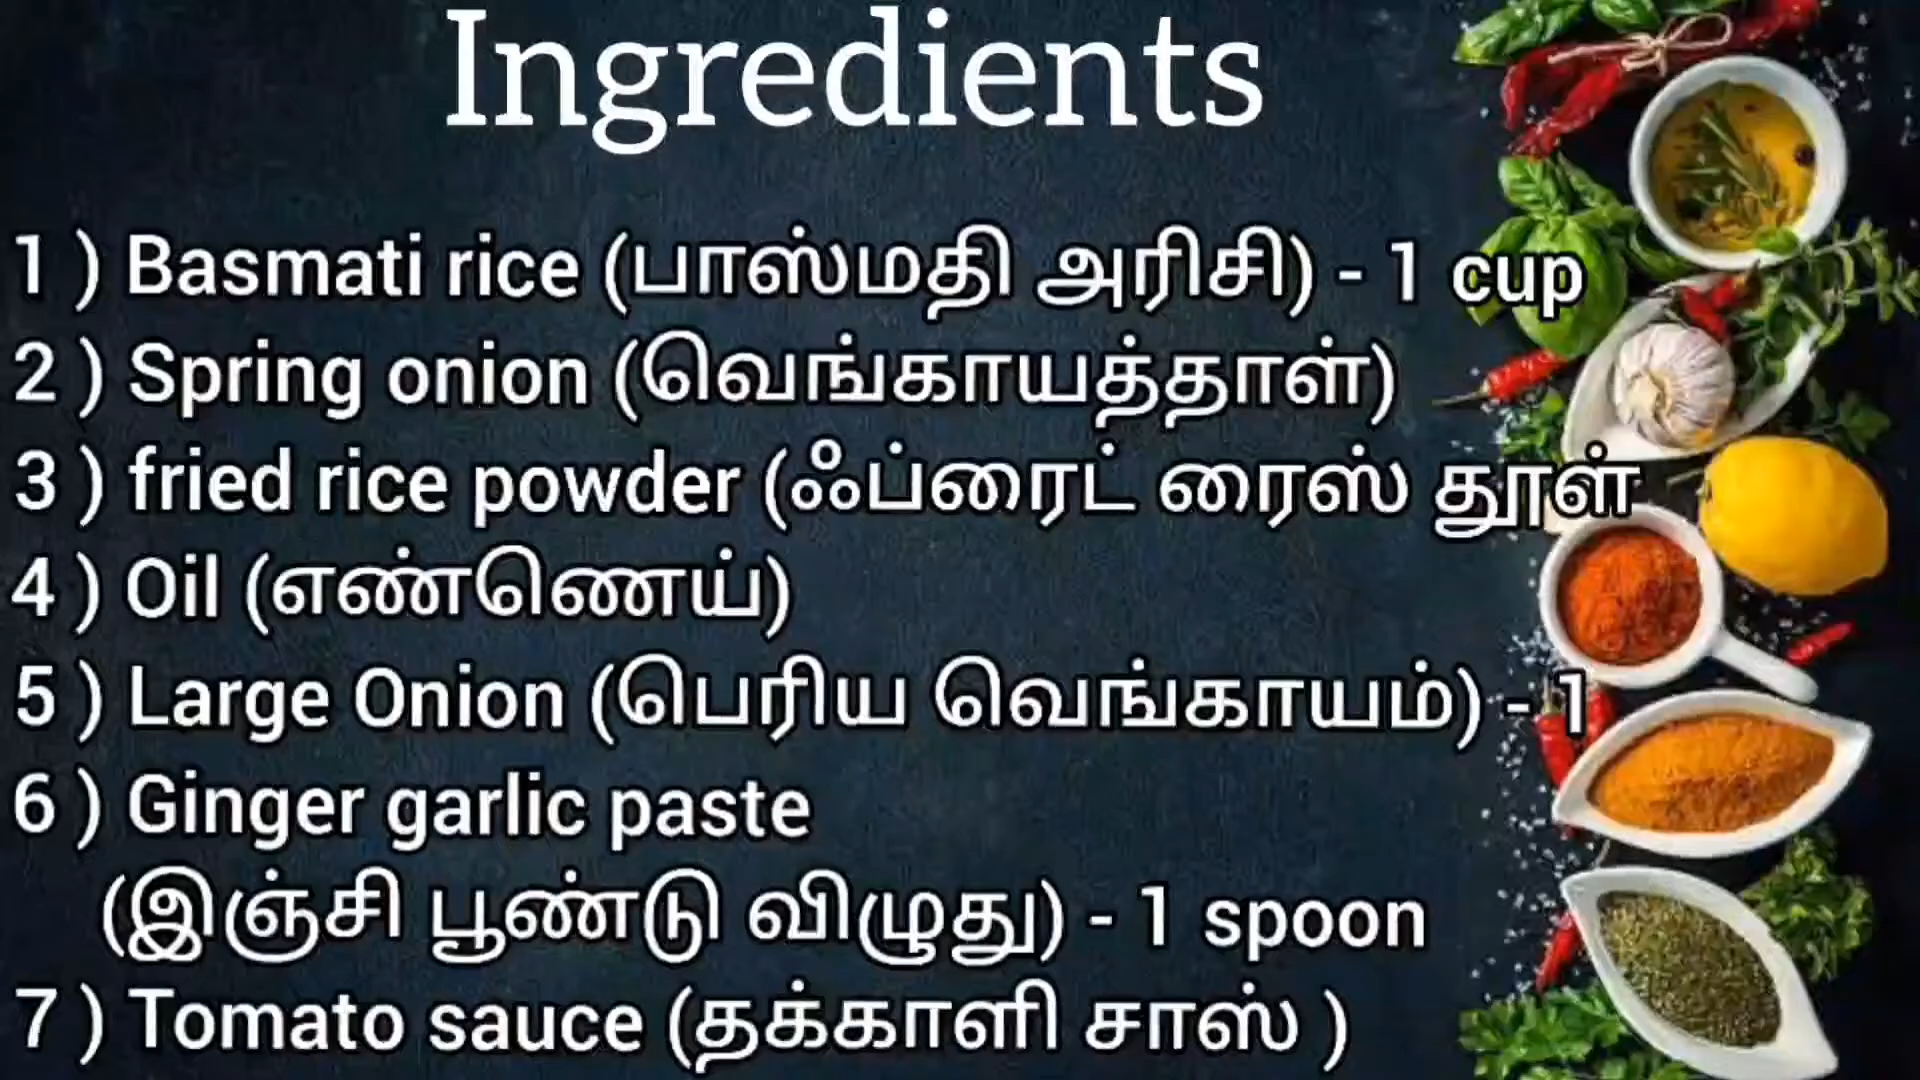 Ingredients
1 ) Basmati rice (பாஸ்மதி அரிசி) - 1 cup
2 ) Spring onion (வெங்காயத்தாள்)
3 ) fried rice powder (ஃப்ரைட் ரைஸ் தூள்
4 ) Oil (எண்ணெய்)
5 ) Large Onion (பெரிய வெங்காயம்) - 1
6 ) Ginger garlic paste
(இஞ்சி பூண்டு விழுது) - 1 spoon
7 ) Tomato sauce (தக்காளி சாஸ் )